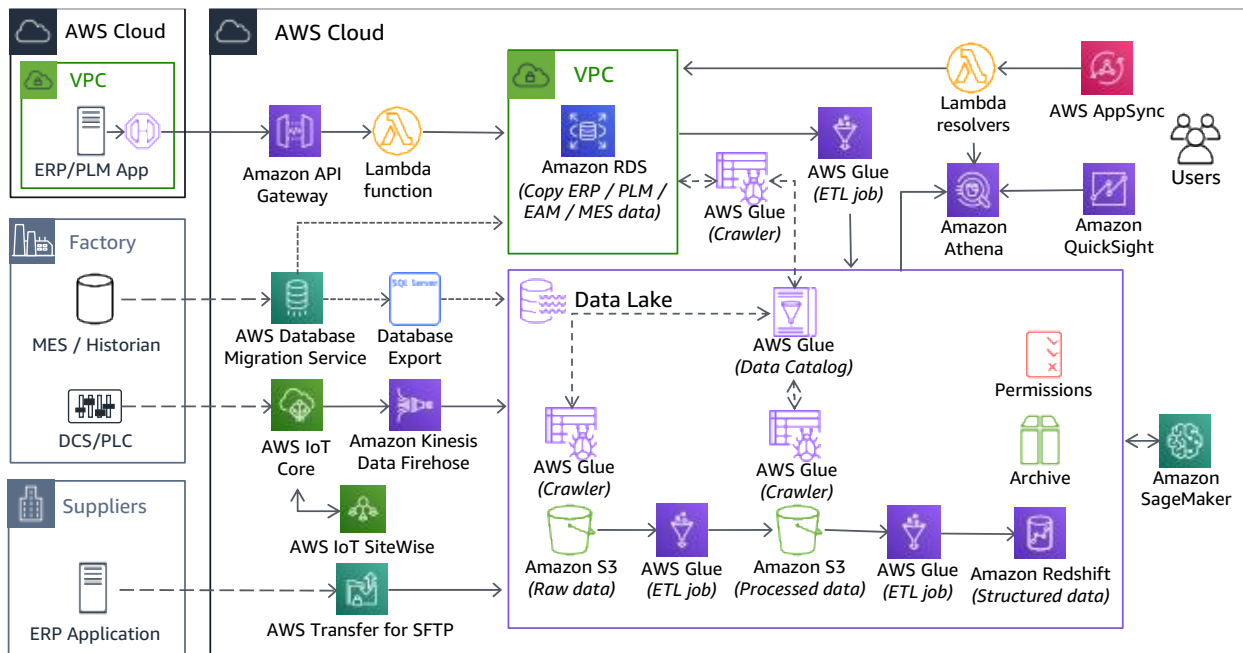 AWS Cloud
VPC
ERP/PLM App
Factory
MES / Historian
DCS/PLC
Suppliers
ERP Application
AWS Cloud
Amazon API
Gateway
Lambda
function
VPC
Amazon RDS
(Copy ERP / PLM /
EAM / MES data)
AWS Glue
(Crawler)
AWS Glue
(ETL job)
Lambda
resolvers
AWS AppSync
Users
Amazon
Athena
Amazon
QuickSight
AWS Database
Migration Service
SQL Server
Database
Export
AWS IoT
Core
Amazon Kinesis
Data Firehose
AWS IoT SiteWise
AWS Transfer for SFTP
Data Lake
AWS Glue
(Data Catalog)
Permissions
Archive
AWS Glue
(Crawler)
AWS Glue
(Crawler)
Amazon S3
(Raw data)
AWS Glue
(ETL job)
Amazon S3
(Processed data)
AWS Glue
(ETL job)
Amazon Redshift
(Structured data)
Amazon
SageMaker